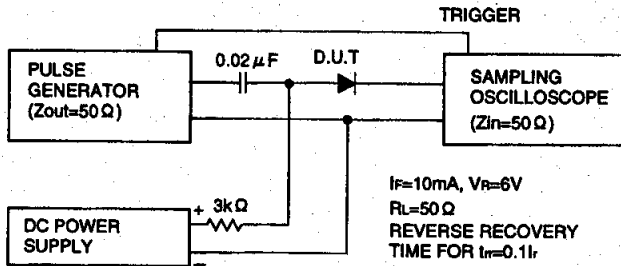 TRIGGER
PULSE
GENERATOR
(Zout=50Ω)
0.02μF
D.U.T
SAMPLING
OSCILLOSCOPE
(Zin=50Ω)
DC POWER
SUPPLY
+ 3kΩ
−
IF=10mA, VR=6V
RL=50Ω
REVERSE RECOVERY
TIME FOR trr=0.1Ir